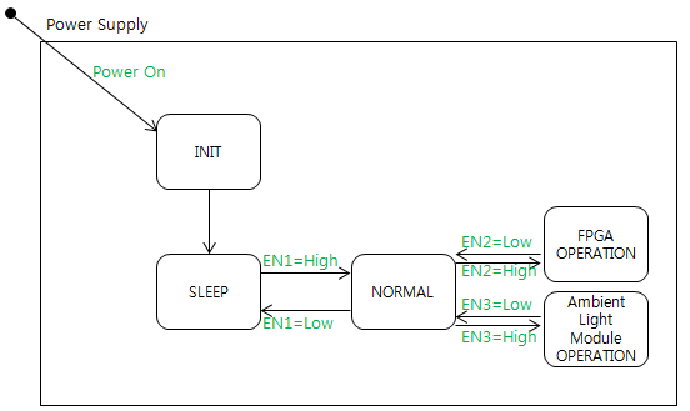 Power Supply
Power On
INIT
EN2=Low
FPGA
OPERATION
EN2=High
EN1=High
SLEEP
NORMAL
EN1=Low
EN3=Low
EN3=High
Ambient
Light
Module
OPERATION